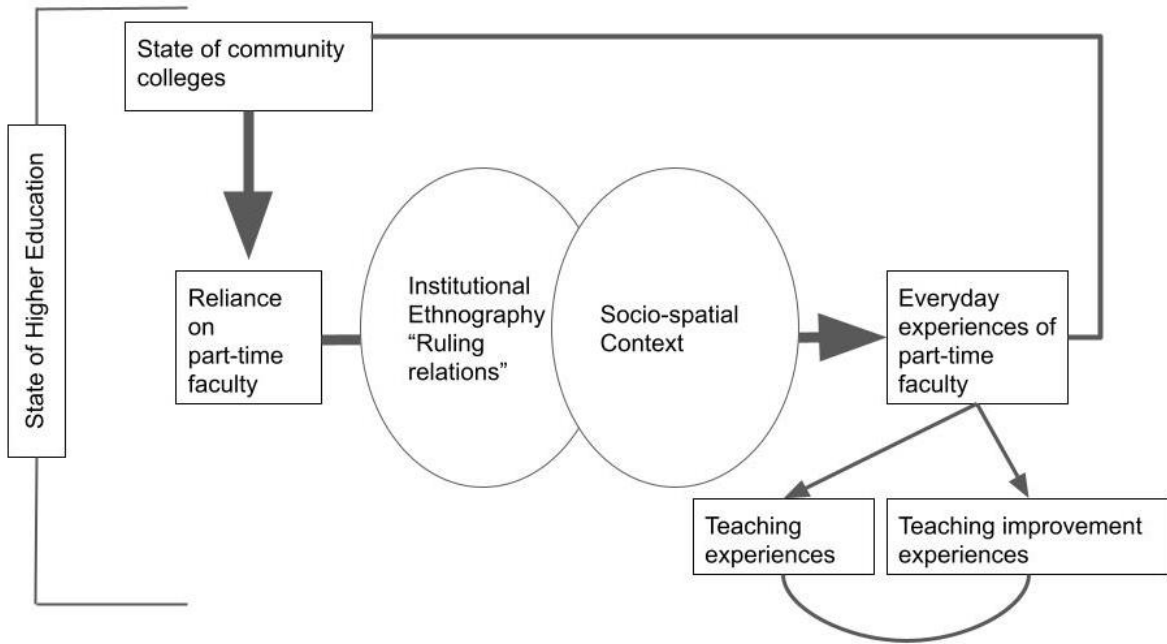 State of Higher Education
State of community
colleges
Reliance
on
part-time
faculty
Institutional
Ethnography
“Ruling
relations”
Socio-spatial
Context
Everyday
experiences of
part-time
faculty
Teaching
experiences
Teaching improvement
experiences